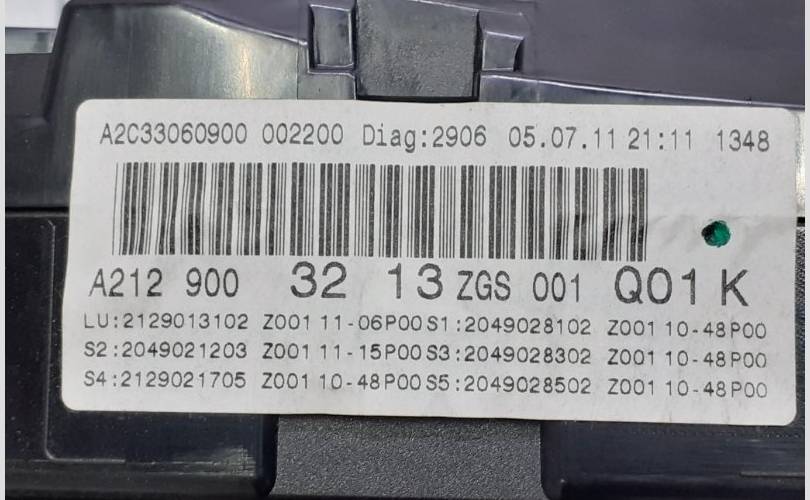 A2C33060900 002200 Diag:2906 05.07.11 21:11 1348
A212 900 32 13 ZGS 001 Q01 K
LU:2129013102 Z001 11-06P00 S1:2049028102 Z001 10-48P00
S2:2049021203 Z001 11-15P00 S3:2049028302 Z001 10-48P00
S4:2129021705 Z001 10-48P00 S5:2049028502 Z001 10-48P00